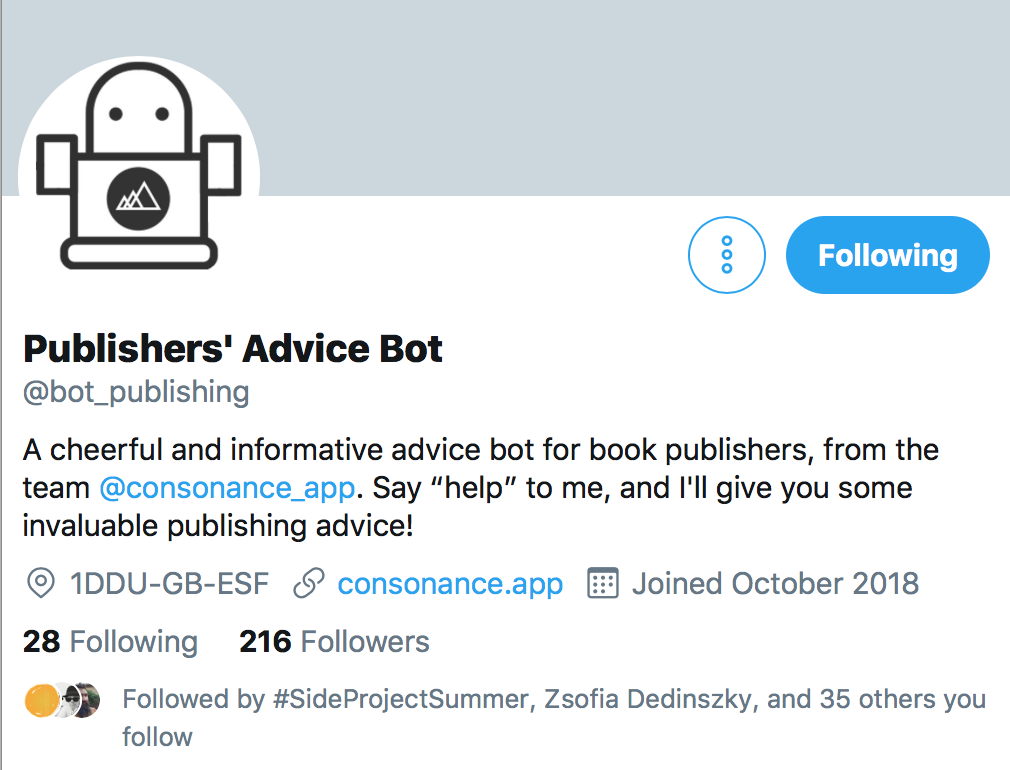 Following
Publishers' Advice Bot
@bot_publishing
A cheerful and informative advice bot for book publishers, from the
team @consonance_app. Say “help” to me, and I'll give you some
invaluable publishing advice!
1DDU-GB-ESF consonance.app Joined October 2018
28 Following 216 Followers
Followed by #SideProjectSummer, Zsofia Dedinszky, and 35 others you
follow